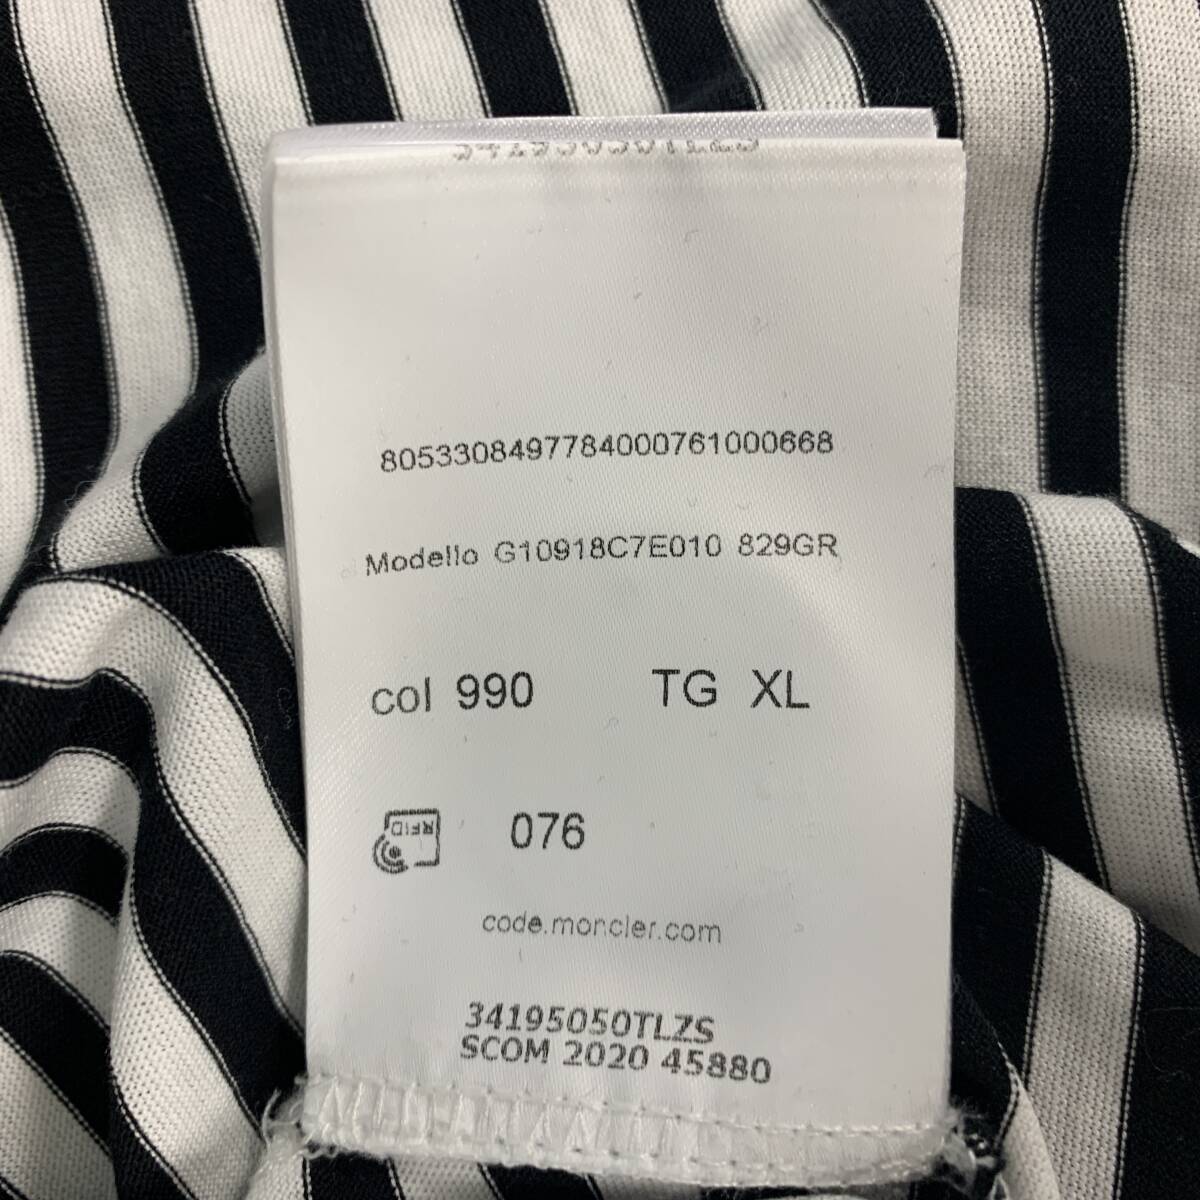 8053308497784000761000668
Modello G10918C7E010 829GR
col 990 TG XL
RFID 076
code.moncler.com
34195050TLZS
SCOM 2020 45880